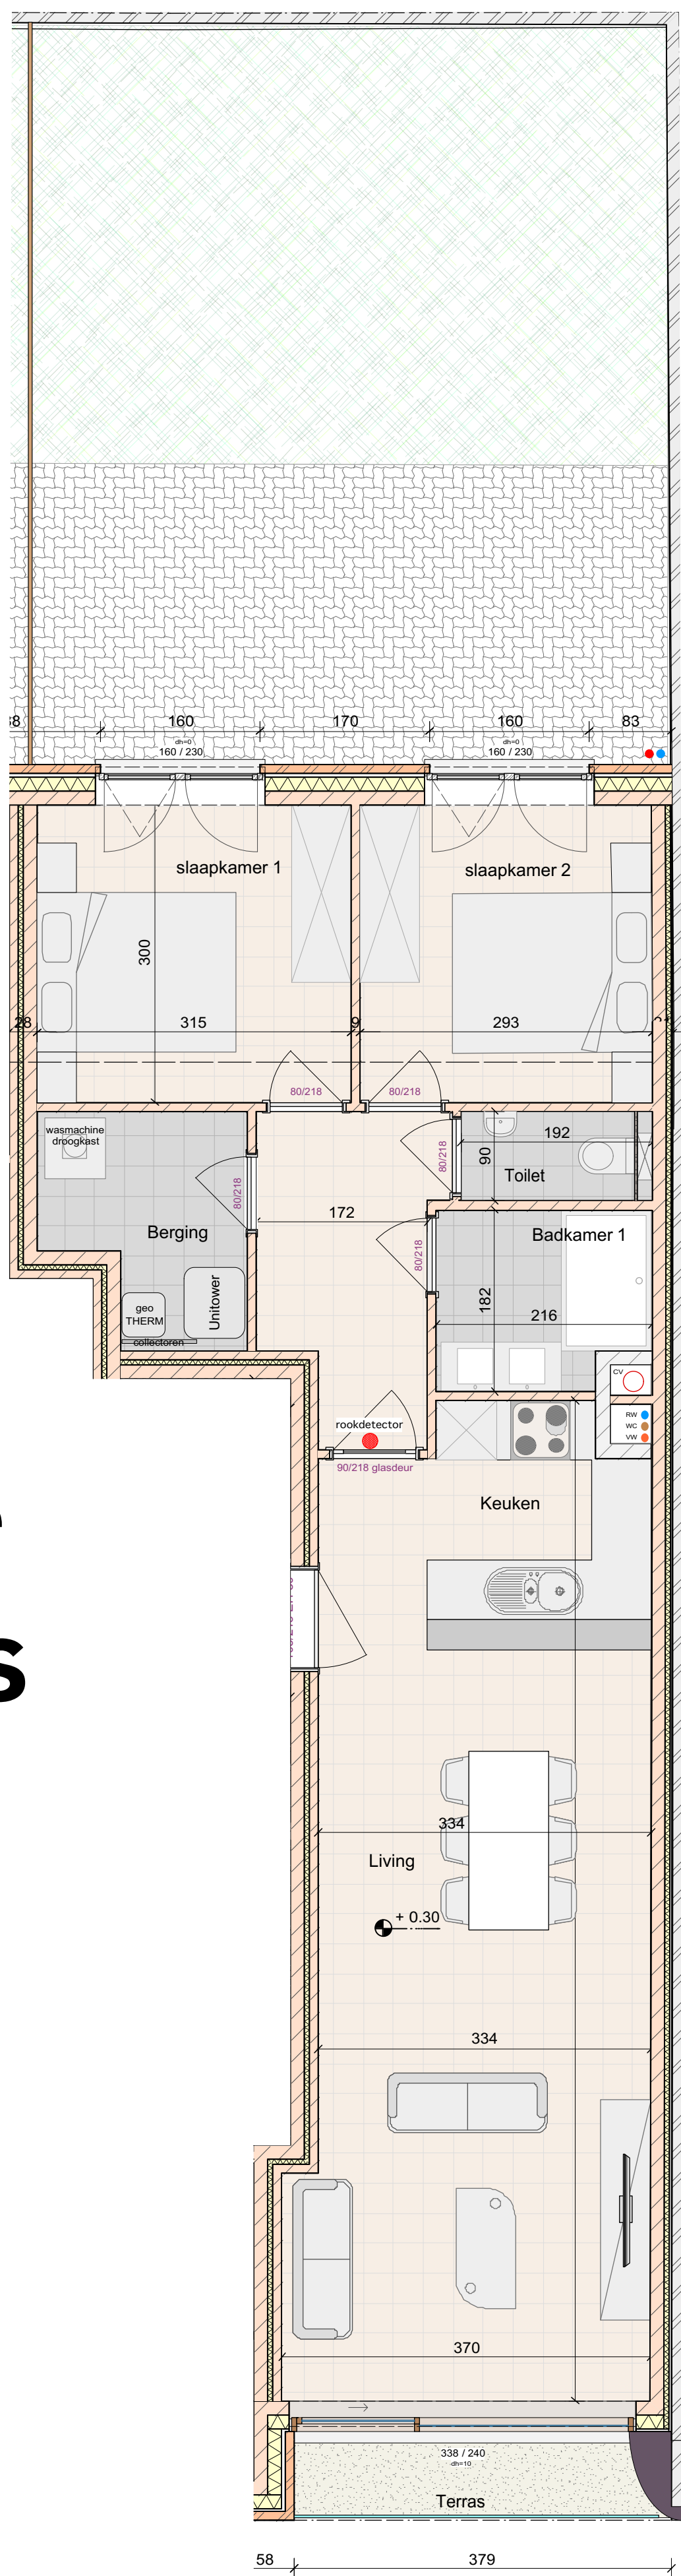 160
170
160
83
dh=0
160 / 230
dh=0
160 / 230
slaapkamer 1
slaapkamer 2
300
28
315
9
293
80/218
80/218
wasmachine
droogkast
192
90
80/218
Toilet
80/218
172
Berging
Badkamer 1
80/218
182
216
geo
THERM
Unitower
collectoren
CV
RW
WC
VW
rookdetector
90/218 glasdeur
Keuken
334
Living
+ 0.30
334
370
338 / 240
dh=10
Terras
58
379